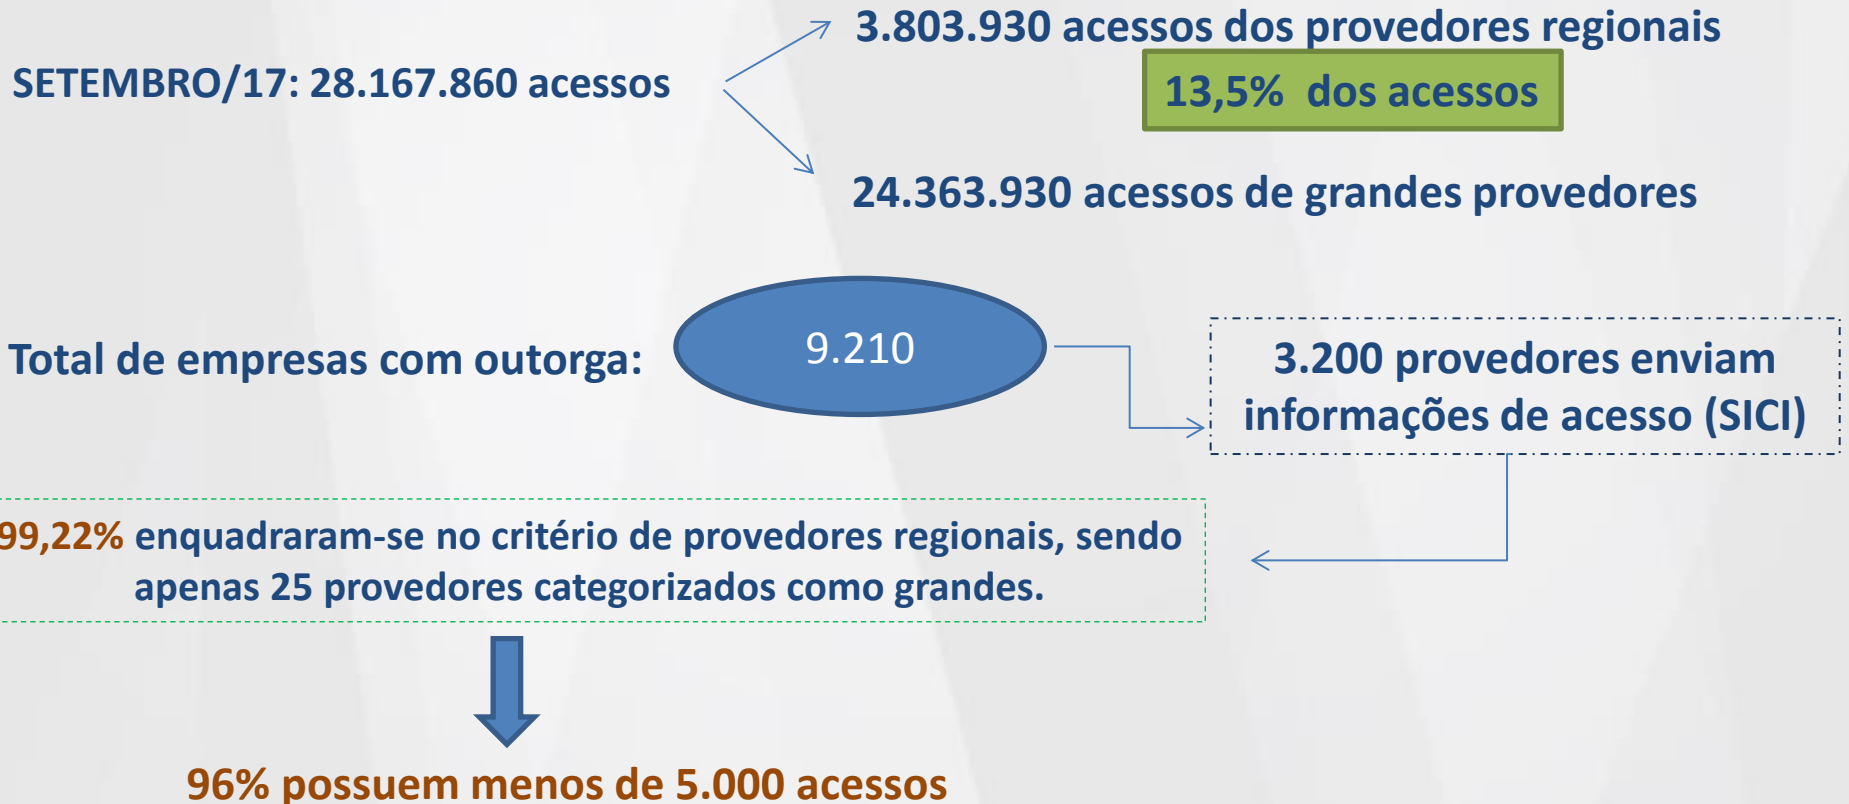 3.803.930 acessos dos provedores regionais
SETEMBRO/17: 28.167.860 acessos
13,5% dos acessos
24.363.930 acessos de grandes provedores
Total de empresas com outorga:
9.210
3.200 provedores enviam
informações de acesso (SICI)
99,22% enquadraram-se no critério de provedores regionais, sendo
apenas 25 provedores categorizados como grandes.
96% possuem menos de 5.000 acessos